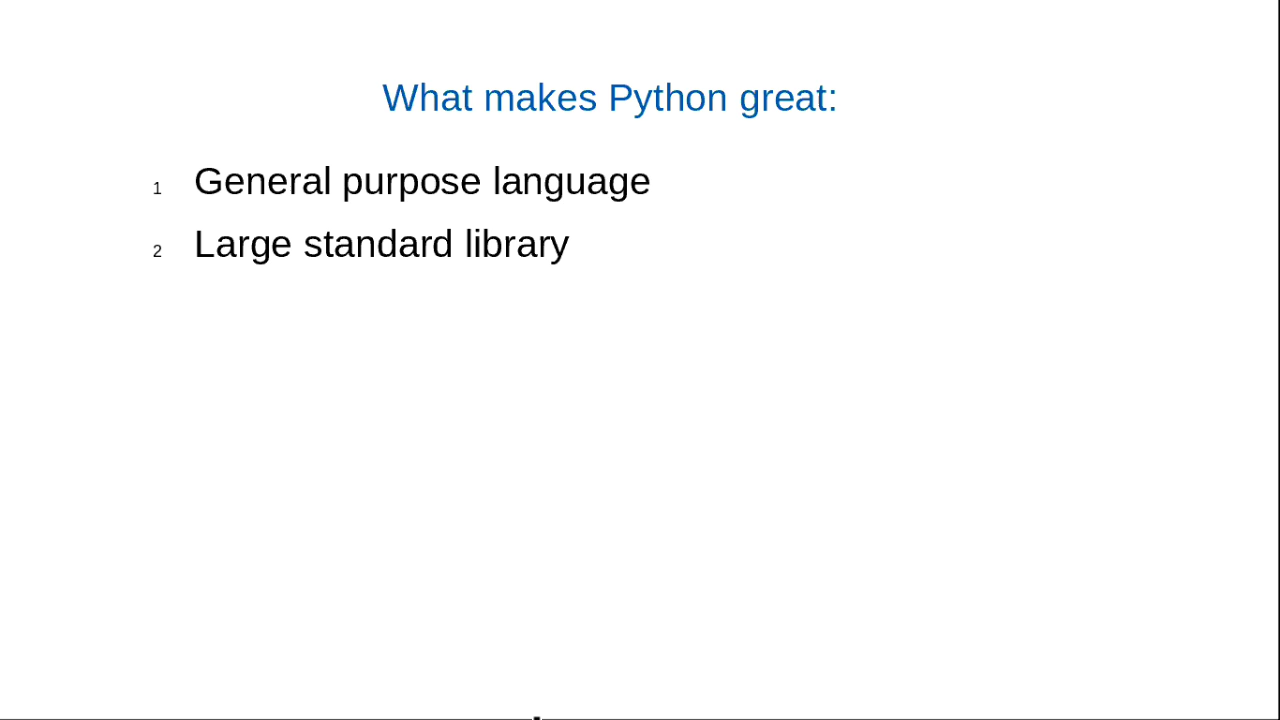 What makes Python great:
1 General purpose language
2 Large standard library